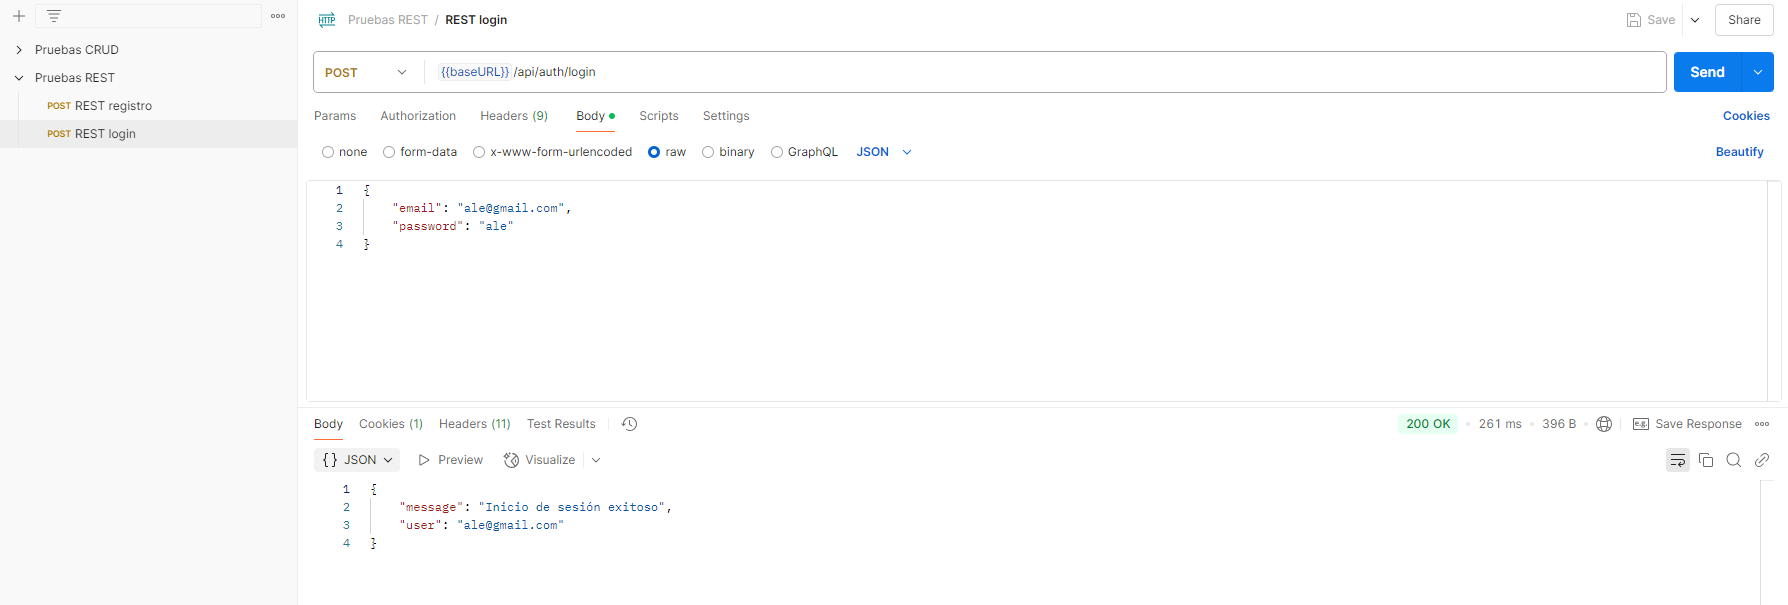 HTTP Pruebas REST / REST login Save Share
Pruebas CRUD
Pruebas REST
POST REST registro
POST REST login
POST {{baseURL}} /api/auth/login Send
Params Authorization Headers (9) Body Scripts Settings Cookies
none form-data x-www-form-urlencoded raw binary GraphQL JSON Beautify
1 {
2 "email": "ale@gmail.com",
3 "password": "ale"
4 }
Body Cookies (1) Headers (11) Test Results 200 OK 261 ms 396 B e.g. Save Response
{ } JSON Preview Visualize
1 {
2 "message": "Inicio de sesión exitoso",
3 "user": "ale@gmail.com"
4 }